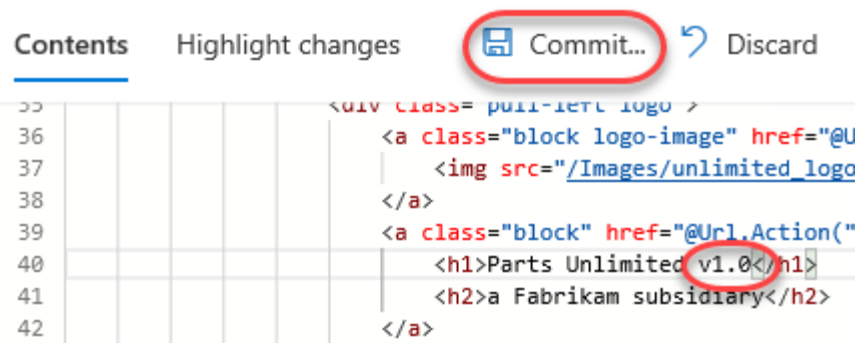 Contents Highlight changes Commit... Discard
35 <div class="pull-left logo">
36 <a class="block logo-image" href="@U
37 <img src="/Images/unlimited_logo
38 </a>
39 <a class="block" href="@Url.Action("
40 <h1>Parts Unlimited v1.0</h1>
41 <h2>a Fabrikam subsidiary</h2>
42 </a>